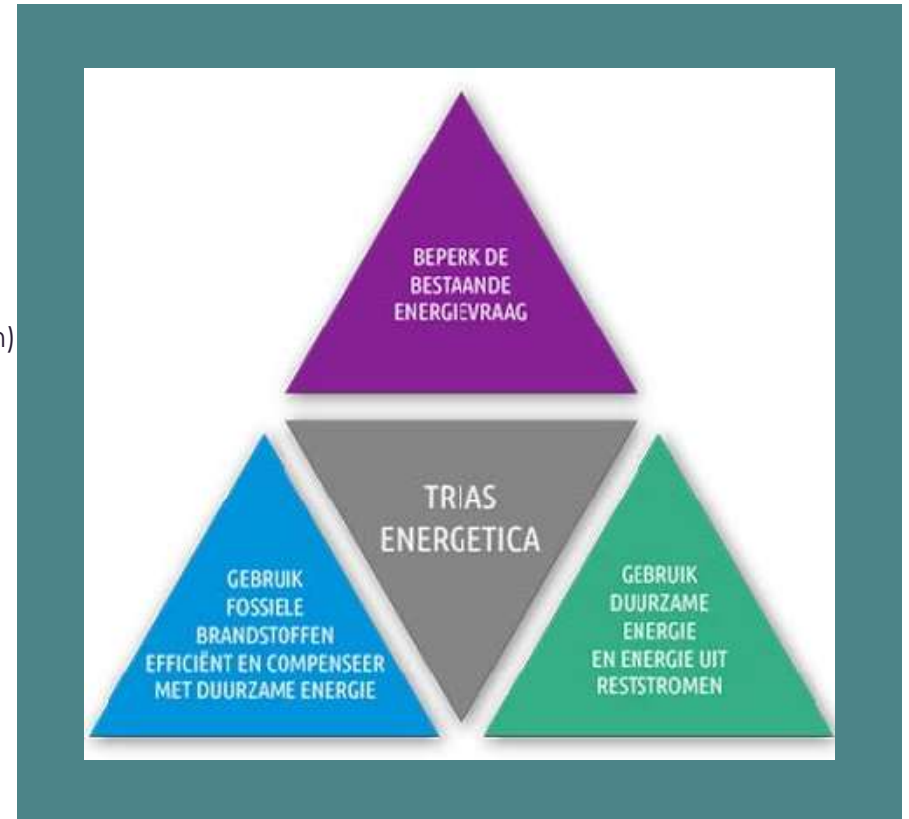 n)
BEPERK DE
BESTAANDE
ENERGIEVRAAG
TRIAS
ENERGETICA
GEBRUIK
FOSSIELE
BRANDSTOFFEN
EFFICIËNT EN COMPENSEER
MET DUURZAME ENERGIE
GEBRUIK
DUURZAME
ENERGIE
EN ENERGIE UIT
RESTSTROMEN